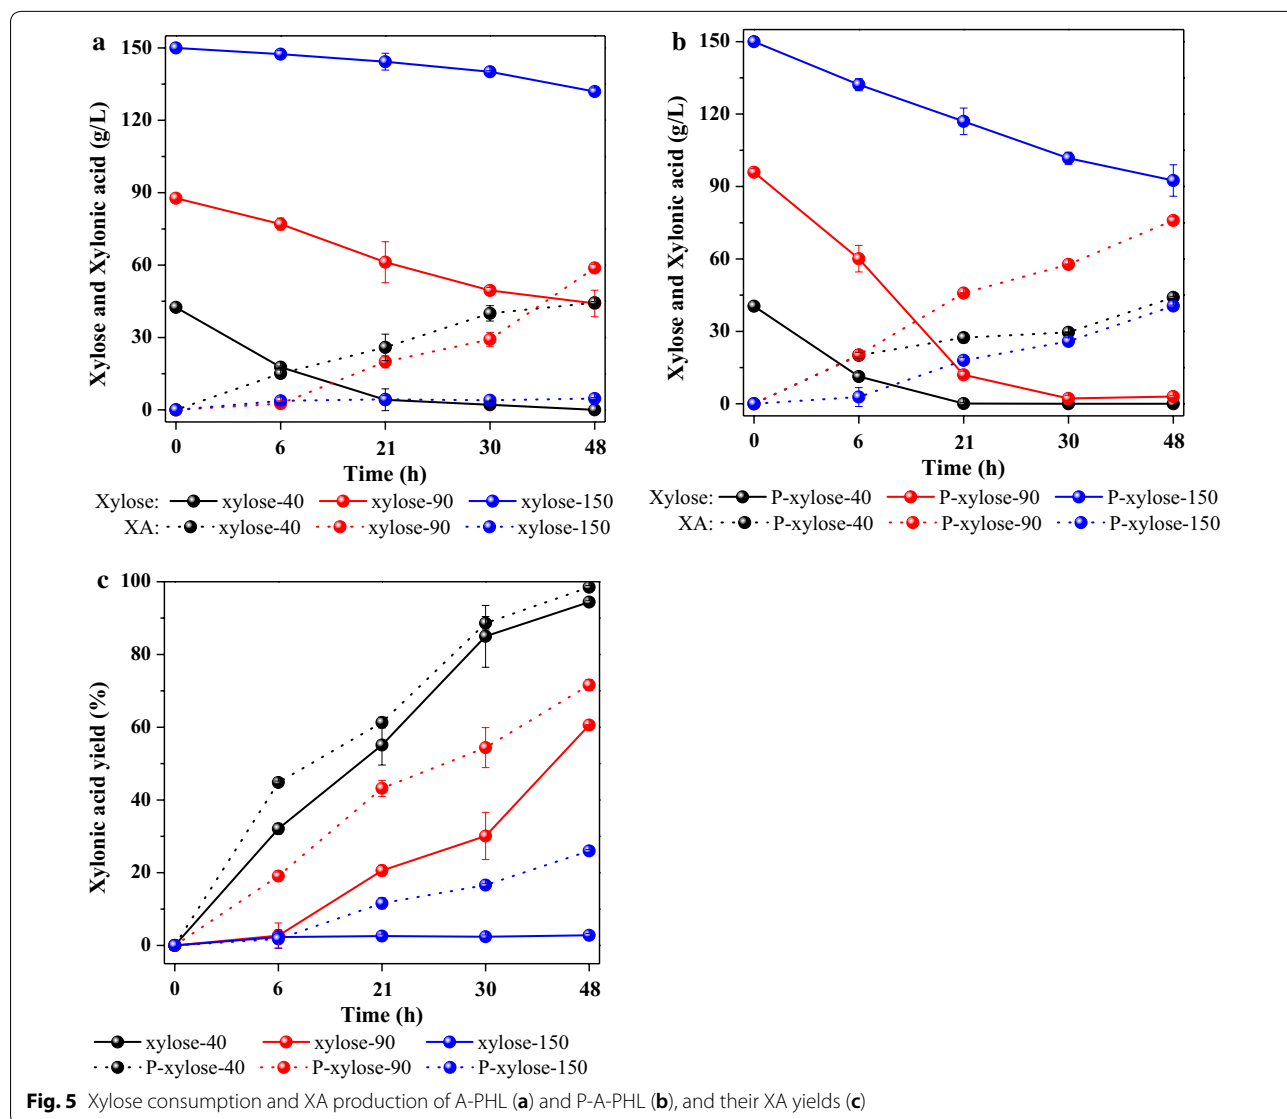 a
150
120
90
60
30
0
Xylose and Xylonic acid (g/L)
0 6 21 30 48
Time (h)
Xylose: xylose-40 xylose-90 xylose-150
XA: xylose-40 xylose-90 xylose-150
b
150
120
90
60
30
0
Xylose and Xylonic acid (g/L)
0 6 21 30 48
Time (h)
Xylose: P-xylose-40 P-xylose-90 P-xylose-150
XA: P-xylose-40 P-xylose-90 P-xylose-150
c
100
80
60
40
20
0
Xylonic acid yield (%)
0 6 21 30 48
Time (h)
xylose-40 xylose-90 xylose-150
P-xylose-40 P-xylose-90 P-xylose-150
Fig. 5 Xylose consumption and XA production of A-PHL (a) and P-A-PHL (b), and their XA yields (c)